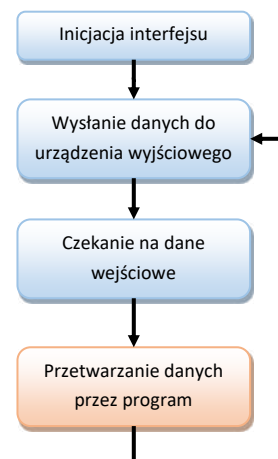 Inicjacja interfejsu
Wysłanie danych do
urządzenia wyjściowego
Czekanie na dane
wejściowe
Przetwarzanie danych
przez program